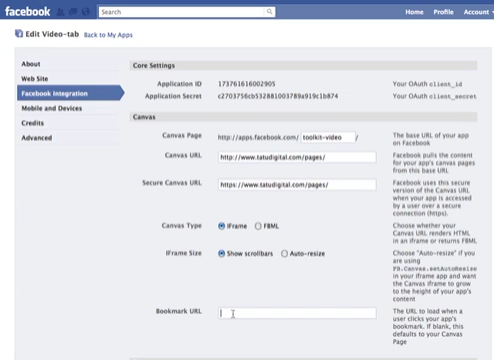 facebook
Search
Home Profile Account
Edit Video-tab Back to My Apps
About
Web Site
Facebook Integration
Mobile and Devices
Credits
Advanced
Core Settings
Application ID 173761616002905 Your OAuth client_id
Application Secret Your OAuth client_secret
Canvas
Canvas Page http://apps.facebook.com/ toolkit-video / The base URL of your app
on Facebook
Canvas URL http://www.tatudigital.com/pages/ Facebook pulls the content
for your app's canvas pages
from this base URL
Secure Canvas URL https://www.tatudigital.com/pages/ Facebook uses this secure
version of the Canvas URL
when your app is accessed
by a user over a secure
connection (https).
Canvas Type IFrame FBML Choose whether your
Canvas URL renders HTML
in an iframe or returns FBML
IFrame Size Show scrollbars Auto-resize Choose "Auto-resize" if you
are using
FB.Canvas.setAutoResize
in your iframe app and want
the Canvas iframe to grow
to the height of your app's
content
Bookmark URL The URL to load when a
user clicks your app's
bookmark. If blank, this
defaults to your Canvas
Page